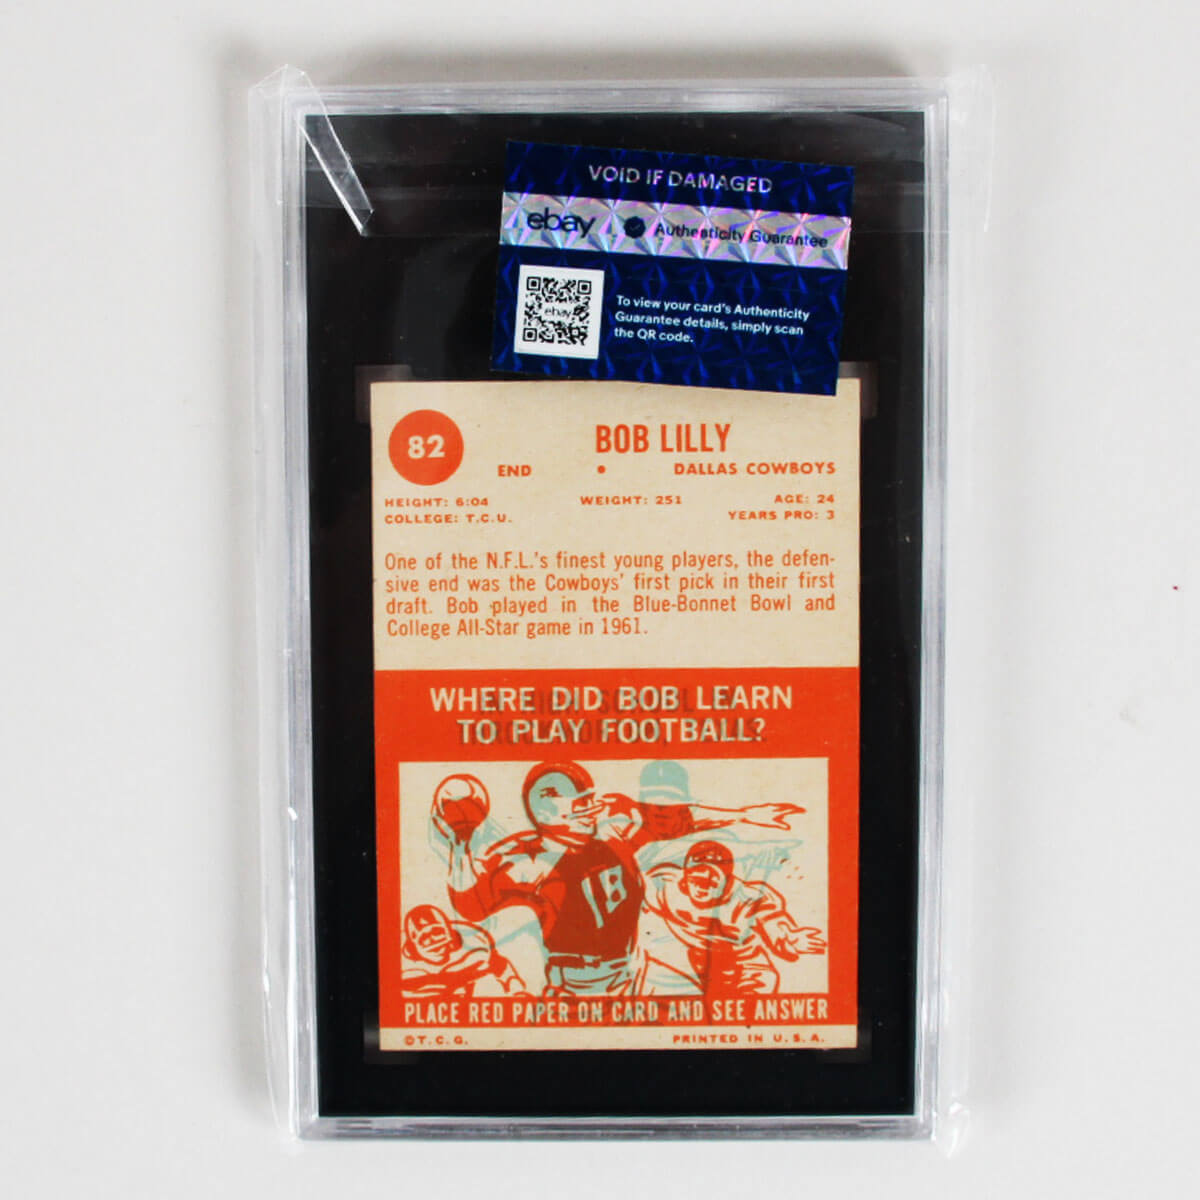 VOID IF DAMAGED
ebay Authenticity Guarantee
ebay
To view your card's Authenticity
Guarantee details, simply scan
the QR code.
82
BOB LILLY
END • DALLAS COWBOYS
HEIGHT: 6:04 WEIGHT: 251 AGE: 24
COLLEGE: T.C.U. YEARS PRO: 3
One of the N.F.L.'s finest young players, the defen-
sive end was the Cowboys' first pick in their first
draft. Bob played in the Blue-Bonnet Bowl and
College All-Star game in 1961.
WHERE DID BOB LEARN
TO PLAY FOOTBALL?
18
PLACE RED PAPER ON CARD AND SEE ANSWER
©T.C.G. PRINTED IN U.S.A.